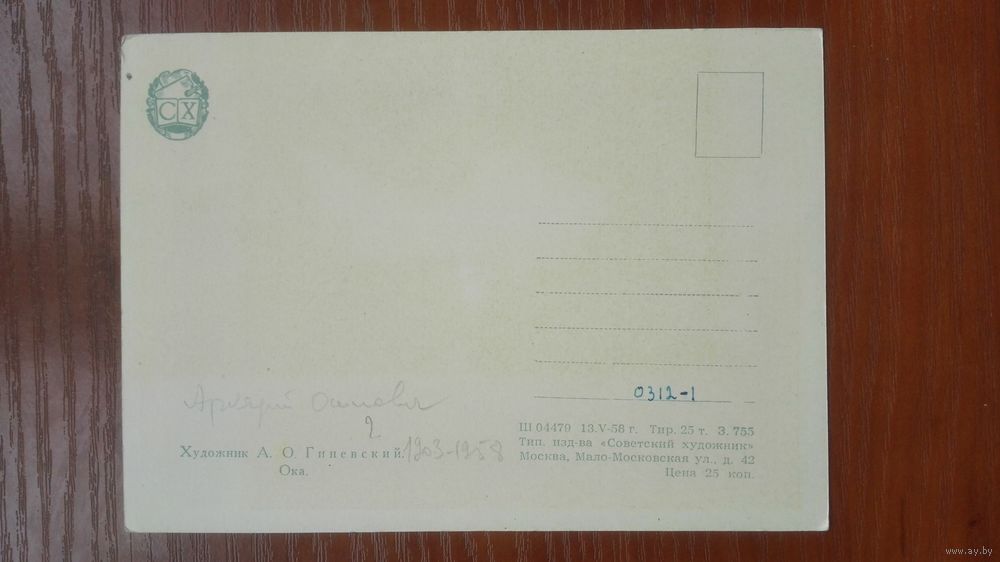 СХ
0312-1
Аркадий Осипович
2
Художник А. О. Гиневский. 1903-1958
Ока.
Ш 04479 13.V-58 г. Тир. 25 т. З. 755
Тип. изд-ва «Советский художник»
Москва, Мало-Московская ул., д. 42
Цена 25 коп.
www.ay.by